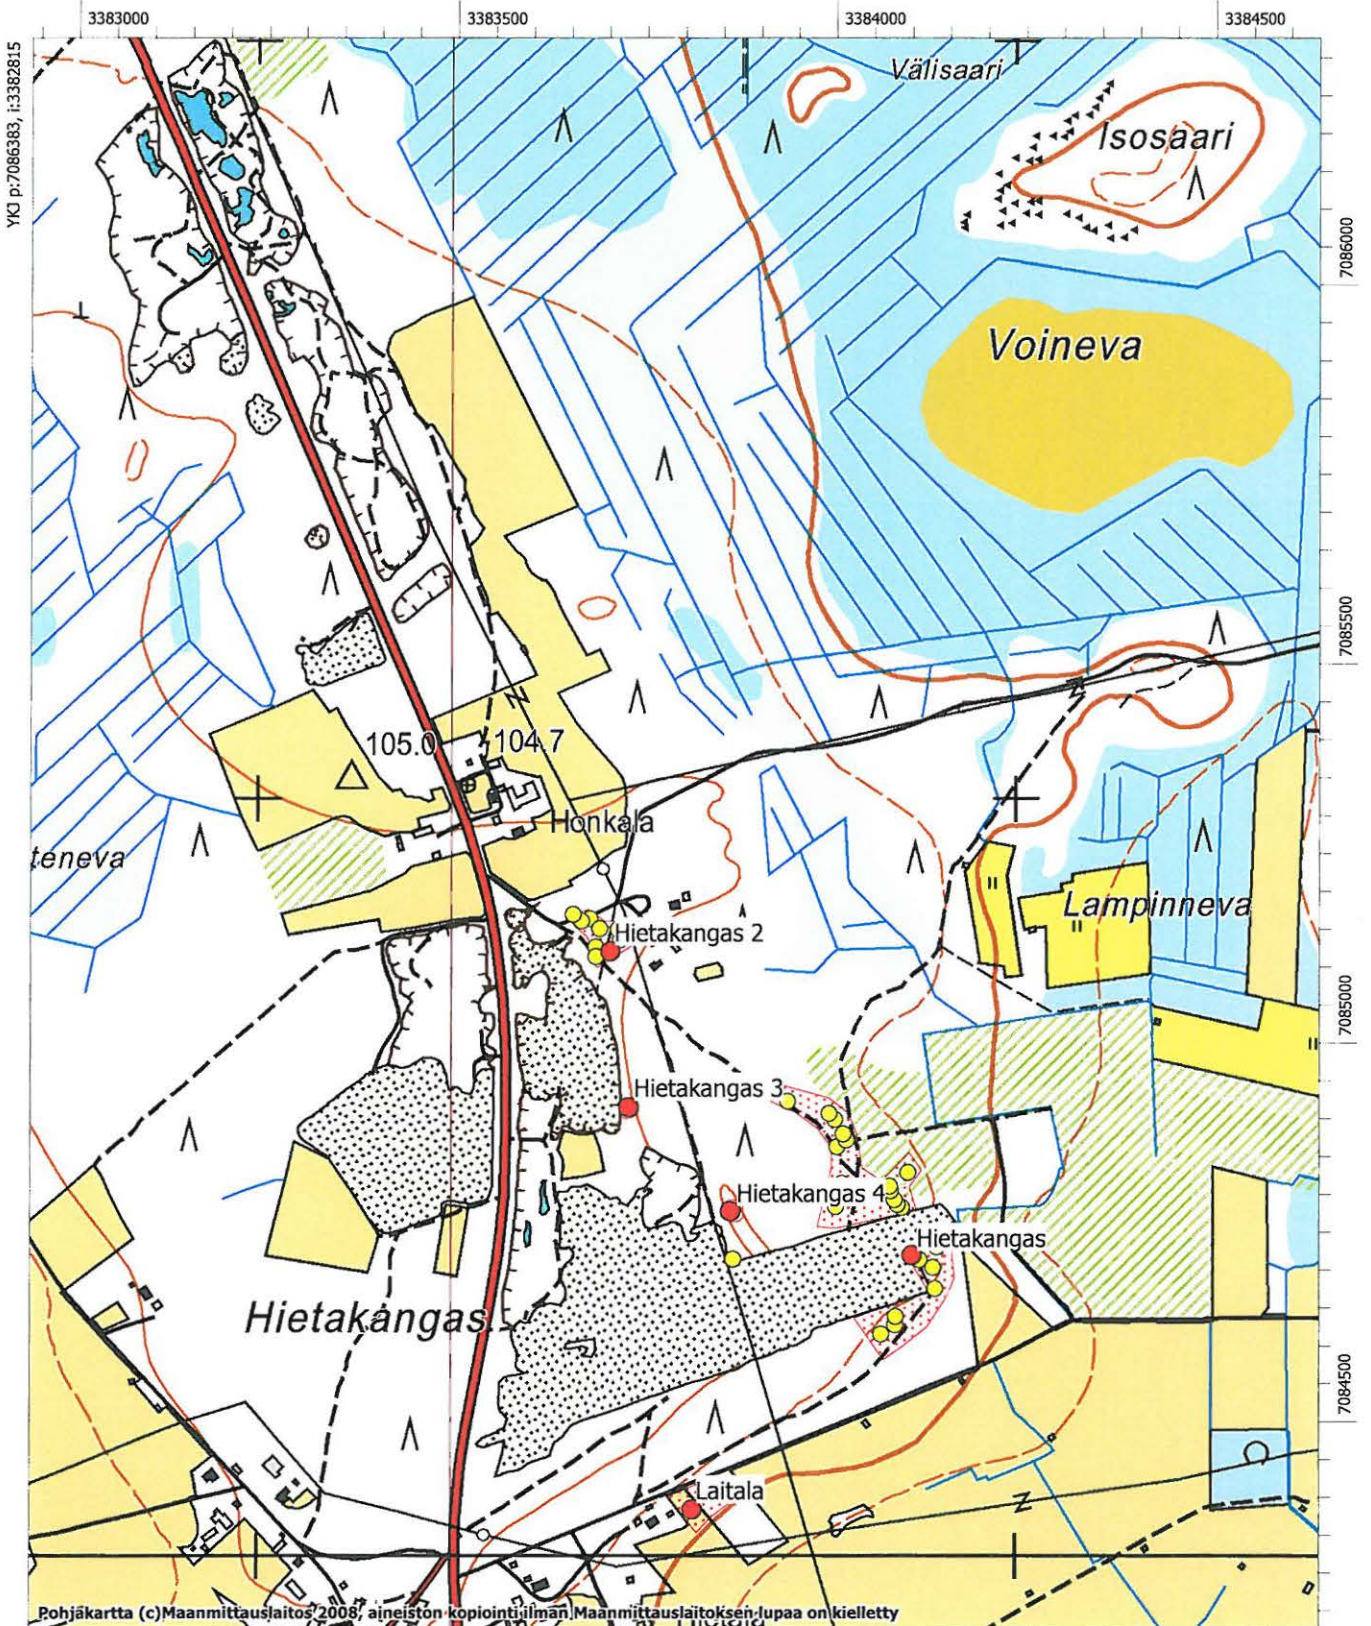 3383000
3383500
3384000
3384500
YKJ p:7086383, i:3382815
Välisaari
Isosaari
7086000
Voineva
7085500
105.0
104.7
Honkala
teneva
Lampinneva
Hietakangas 2
7085000
Hietakangas 3
Hietakangas 4
Hietakangas
Hietakangas
7084500
Laitala
Pohjakartta (c)Maanmittauslaitos 2008, aineiston kopiointi ilman Maanmittauslaitoksen lupaa on kielletty